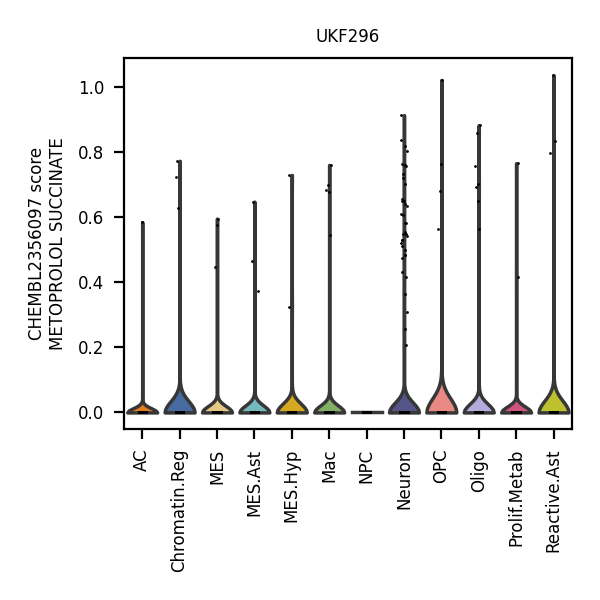 UKF296
CHEMBL2356097 score
METOPROLOL SUCCINATE
1.0
0.8
0.6
0.4
0.2
0.0
AC
Chromatin.Reg
MES
MES.Ast
MES.Hyp
Mac
NPC
Neuron
OPC
Oligo
Prolif.Metab
Reactive.Ast